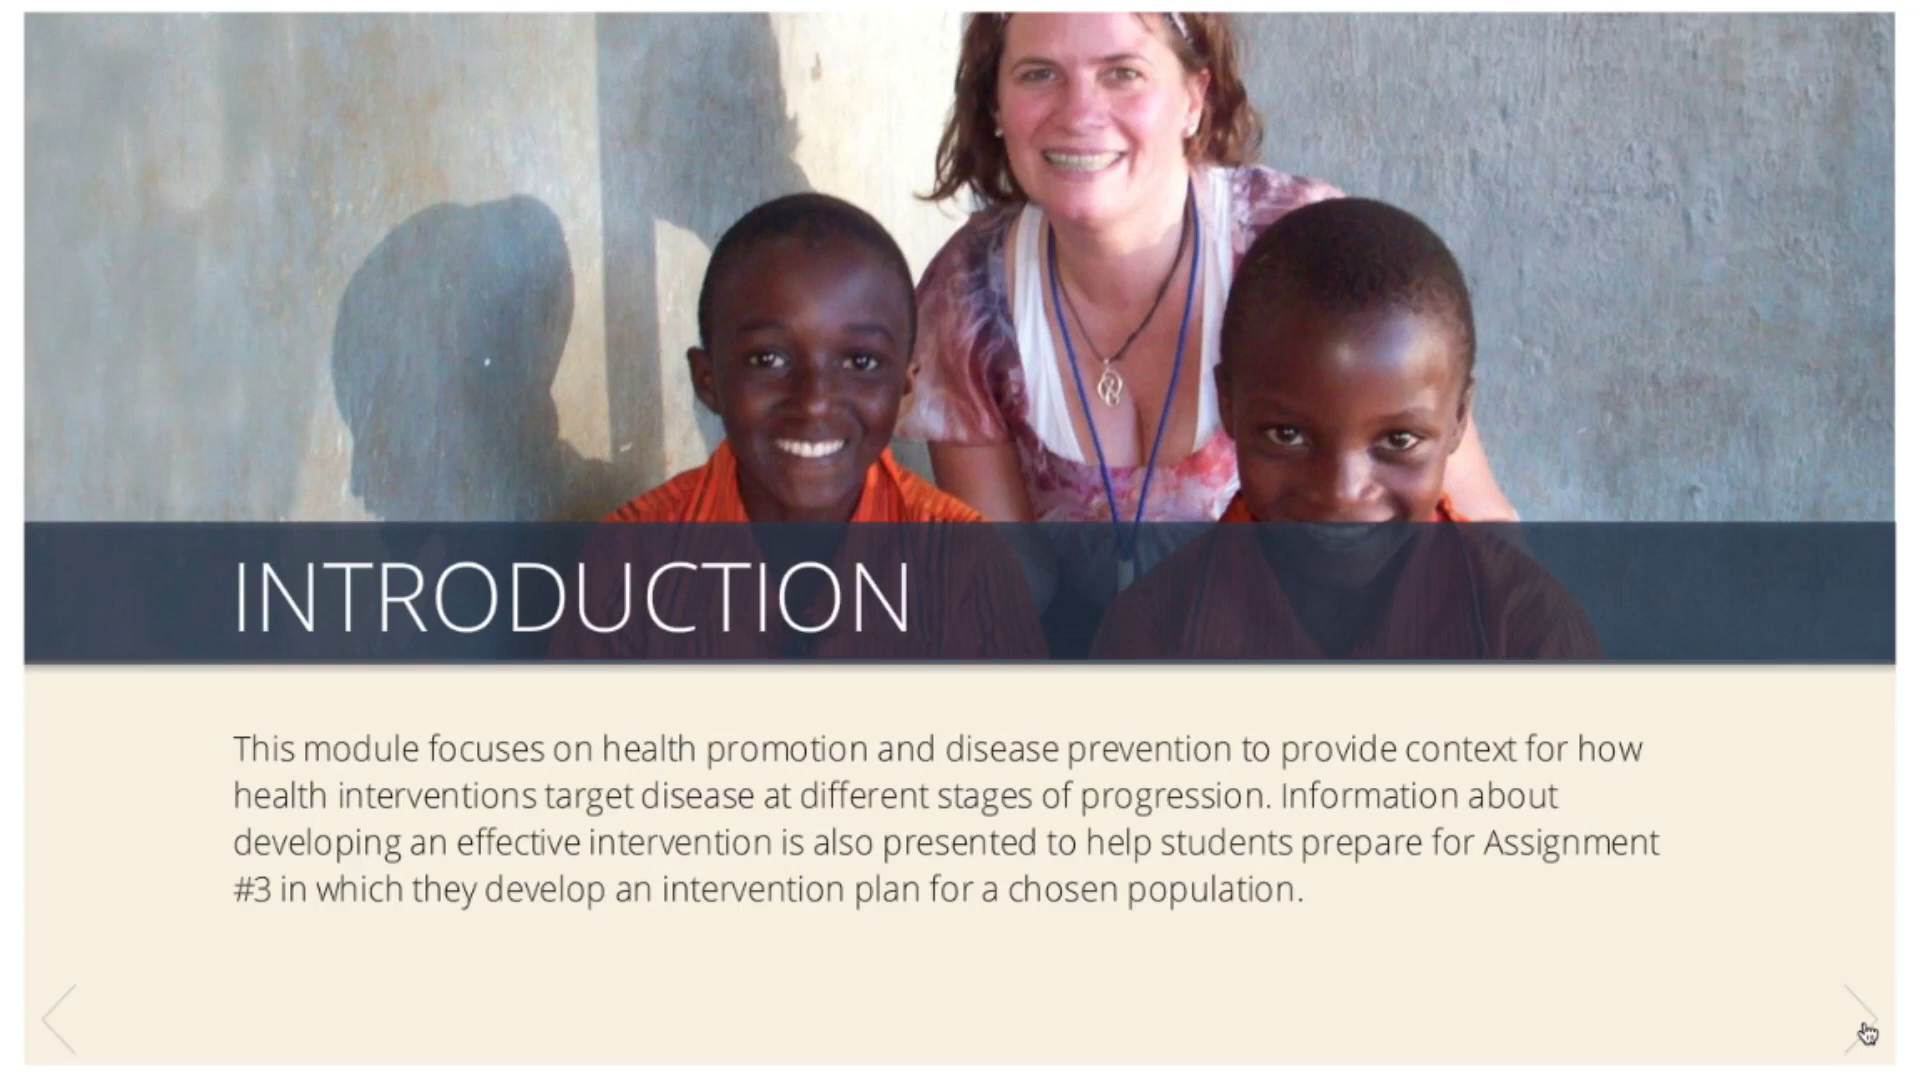 INTRODUCTION
This module focuses on health promotion and disease prevention to provide context for how
health interventions target disease at different stages of progression. Information about
developing an effective intervention is also presented to help students prepare for Assignment
#3 in which they develop an intervention plan for a chosen population.